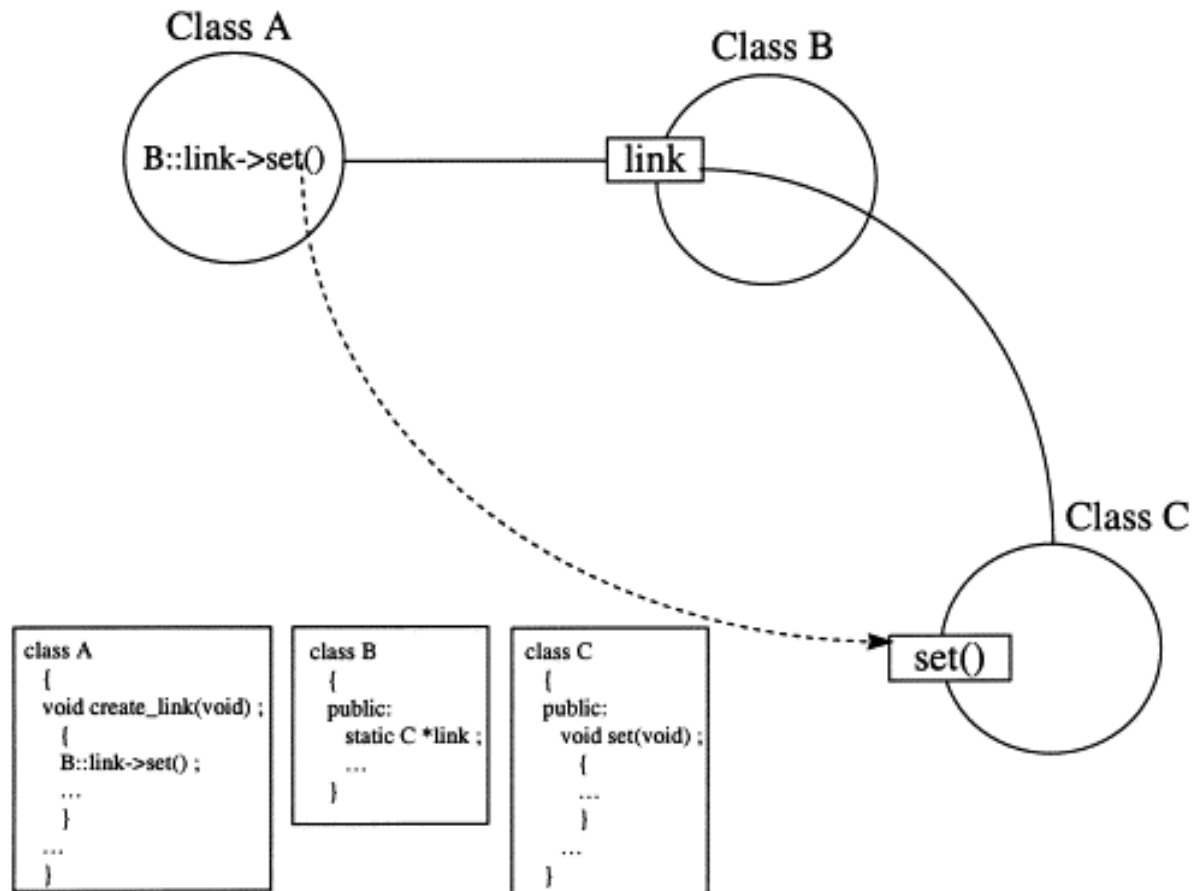 Class A
Class B
B::link->set()
link
Class C
set()
class A
{
void create_link(void) ;
{
B::link->set() ;
...
}
...
}
class B
{
public:
static C *link ;
...
}
class C
{
public:
void set(void) ;
{
...
}
...
}